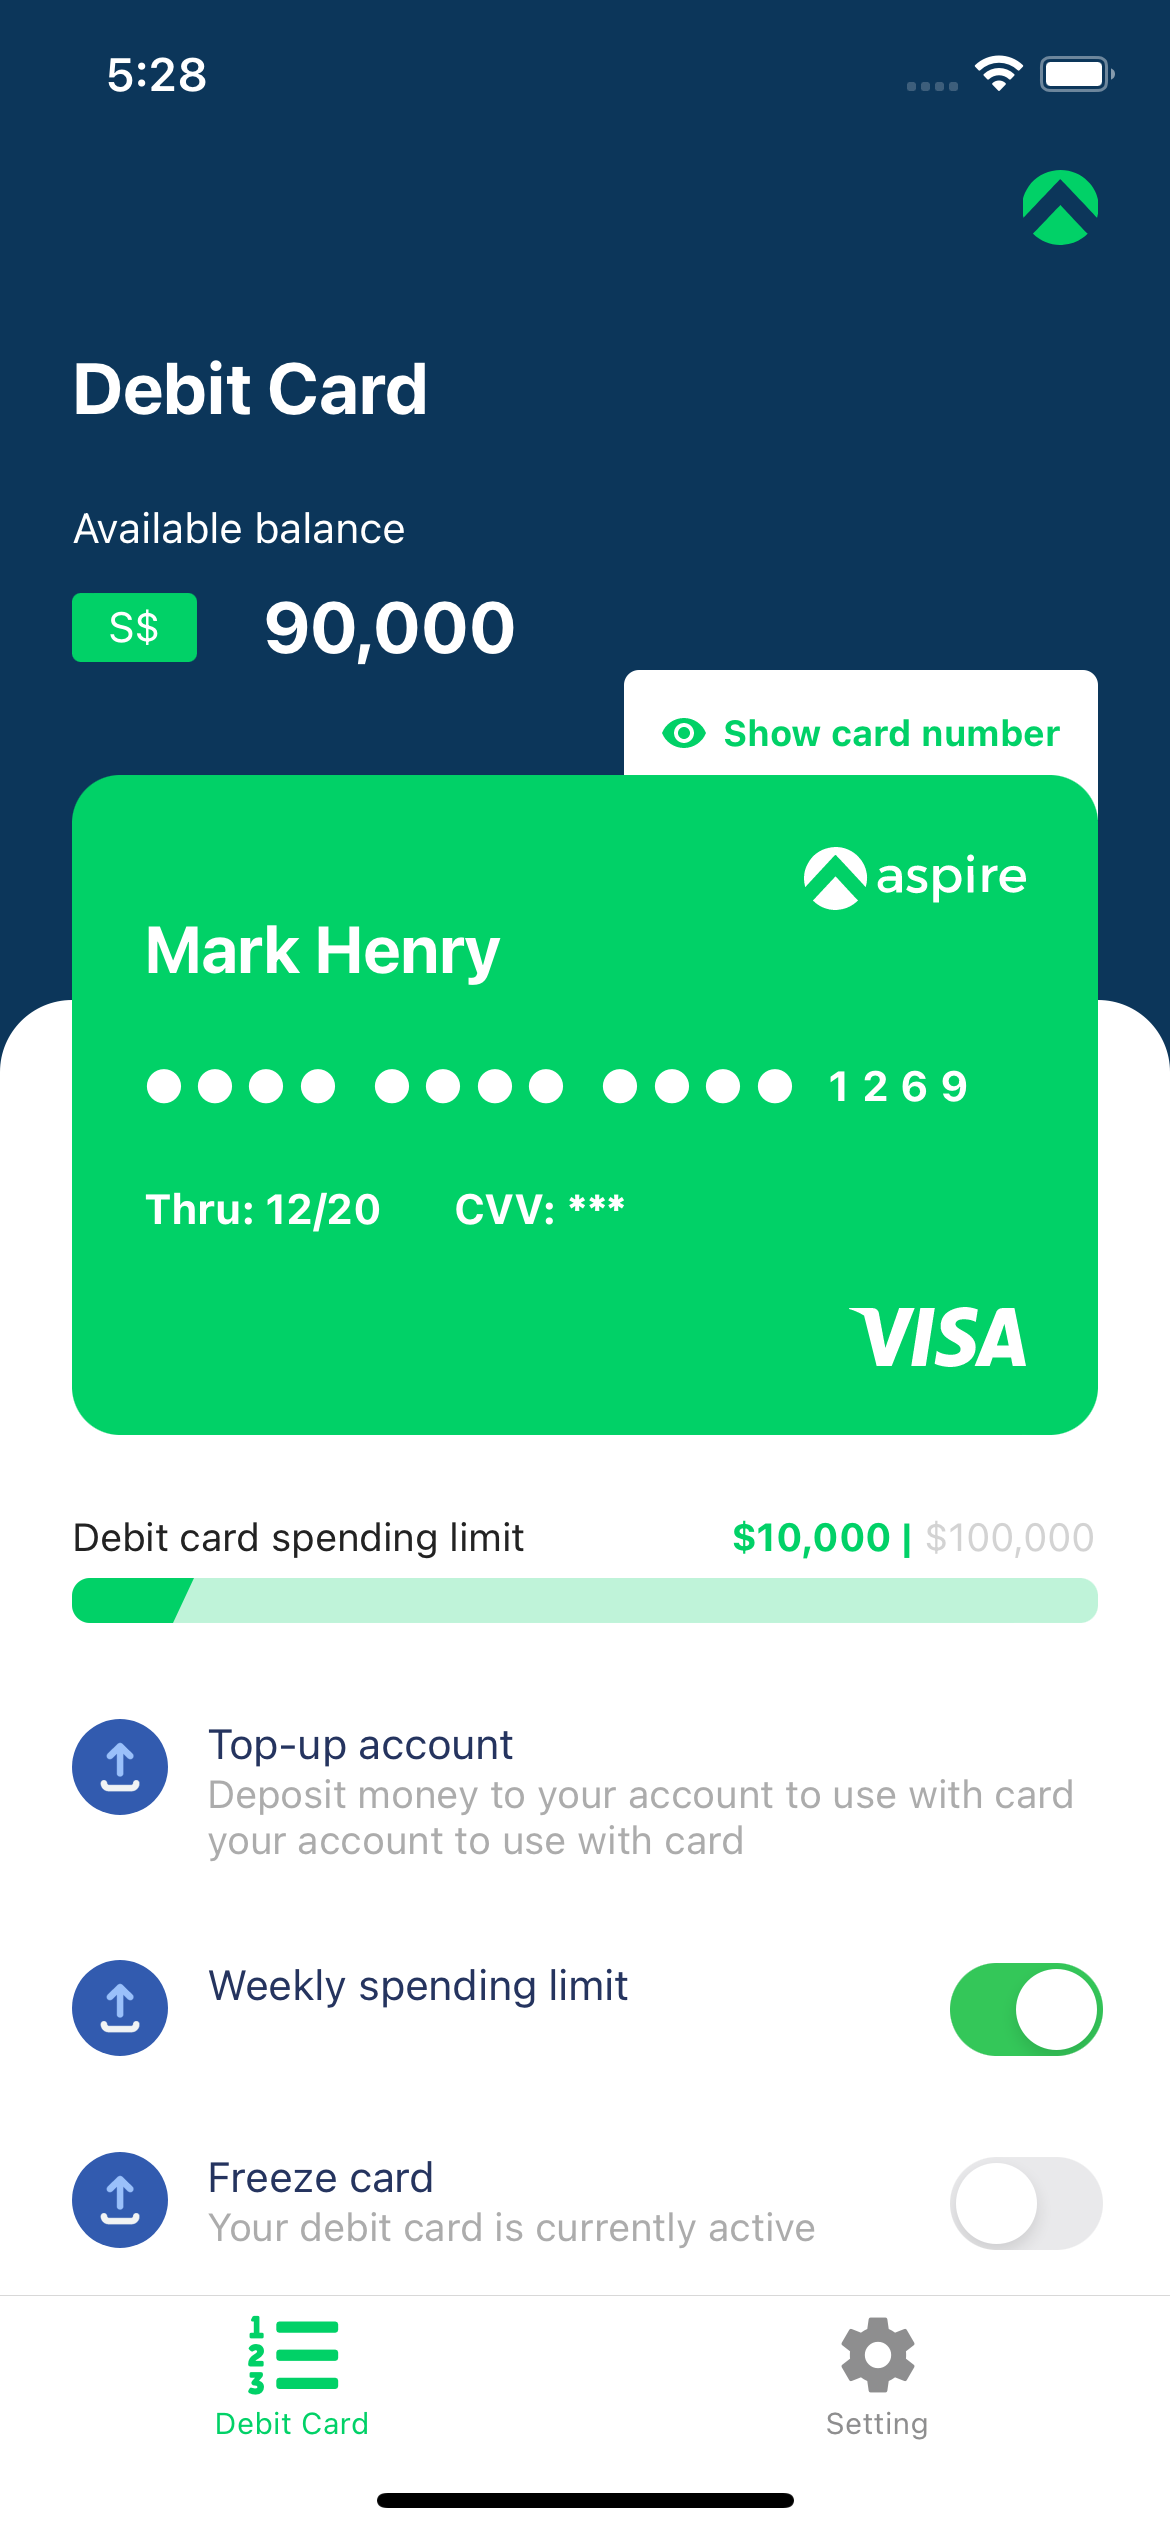 5:28
Debit Card
Available balance
S$ 90,000
Show card number
aspire
Mark Henry
●●●● ●●●● ●●●● 1269
Thru: 12/20 CVV: ***
VISA
Debit card spending limit $10,000 | $100,000
Top-up account
Deposit money to your account to use with card
your account to use with card
Weekly spending limit
Freeze card
Your debit card is currently active
1
2
3
Debit Card Setting